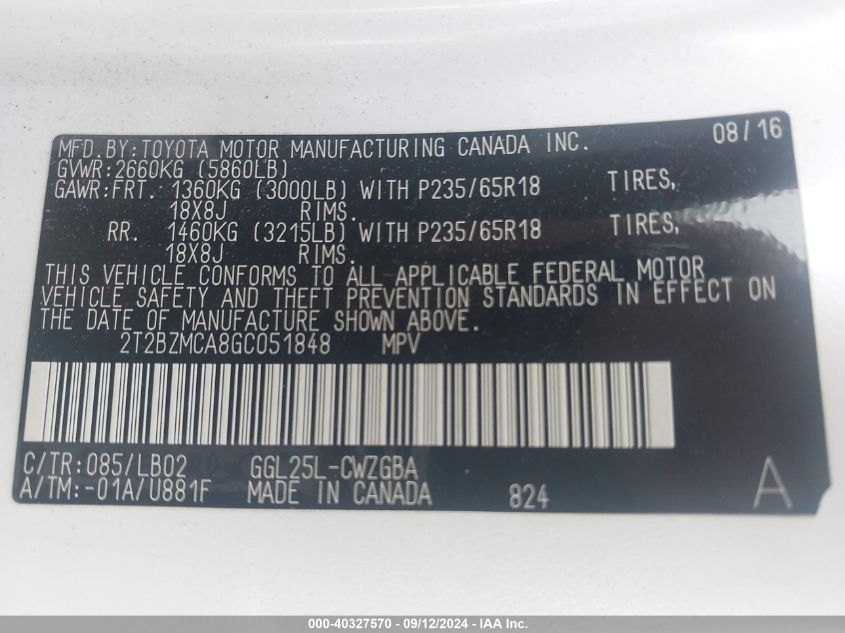 MFD.BY:TOYOTA MOTOR MANUFACTURING CANADA INC. 08/16
GVWR:2660KG (5860LB)
GAWR:FRT. 1360KG (3000LB) WITH P235/65R18 TIRES,
18X8J RIMS.
RR. 1460KG (3215LB) WITH P235/65R18 TIRES,
18X8J RIMS.
THIS VEHICLE CONFORMS TO ALL APPLICABLE FEDERAL MOTOR
VEHICLE SAFETY AND THEFT PREVENTION STANDARDS IN EFFECT ON
THE DATE OF MANUFACTURE SHOWN ABOVE.
2T2BZMCA8GC051848 MPV
C/TR:085/LB02 GGL25L-CWZGBA
A/TM:-01A/U881F MADE IN CANADA 824 A
000-40327570 - 09/12/2024 - IAA Inc.